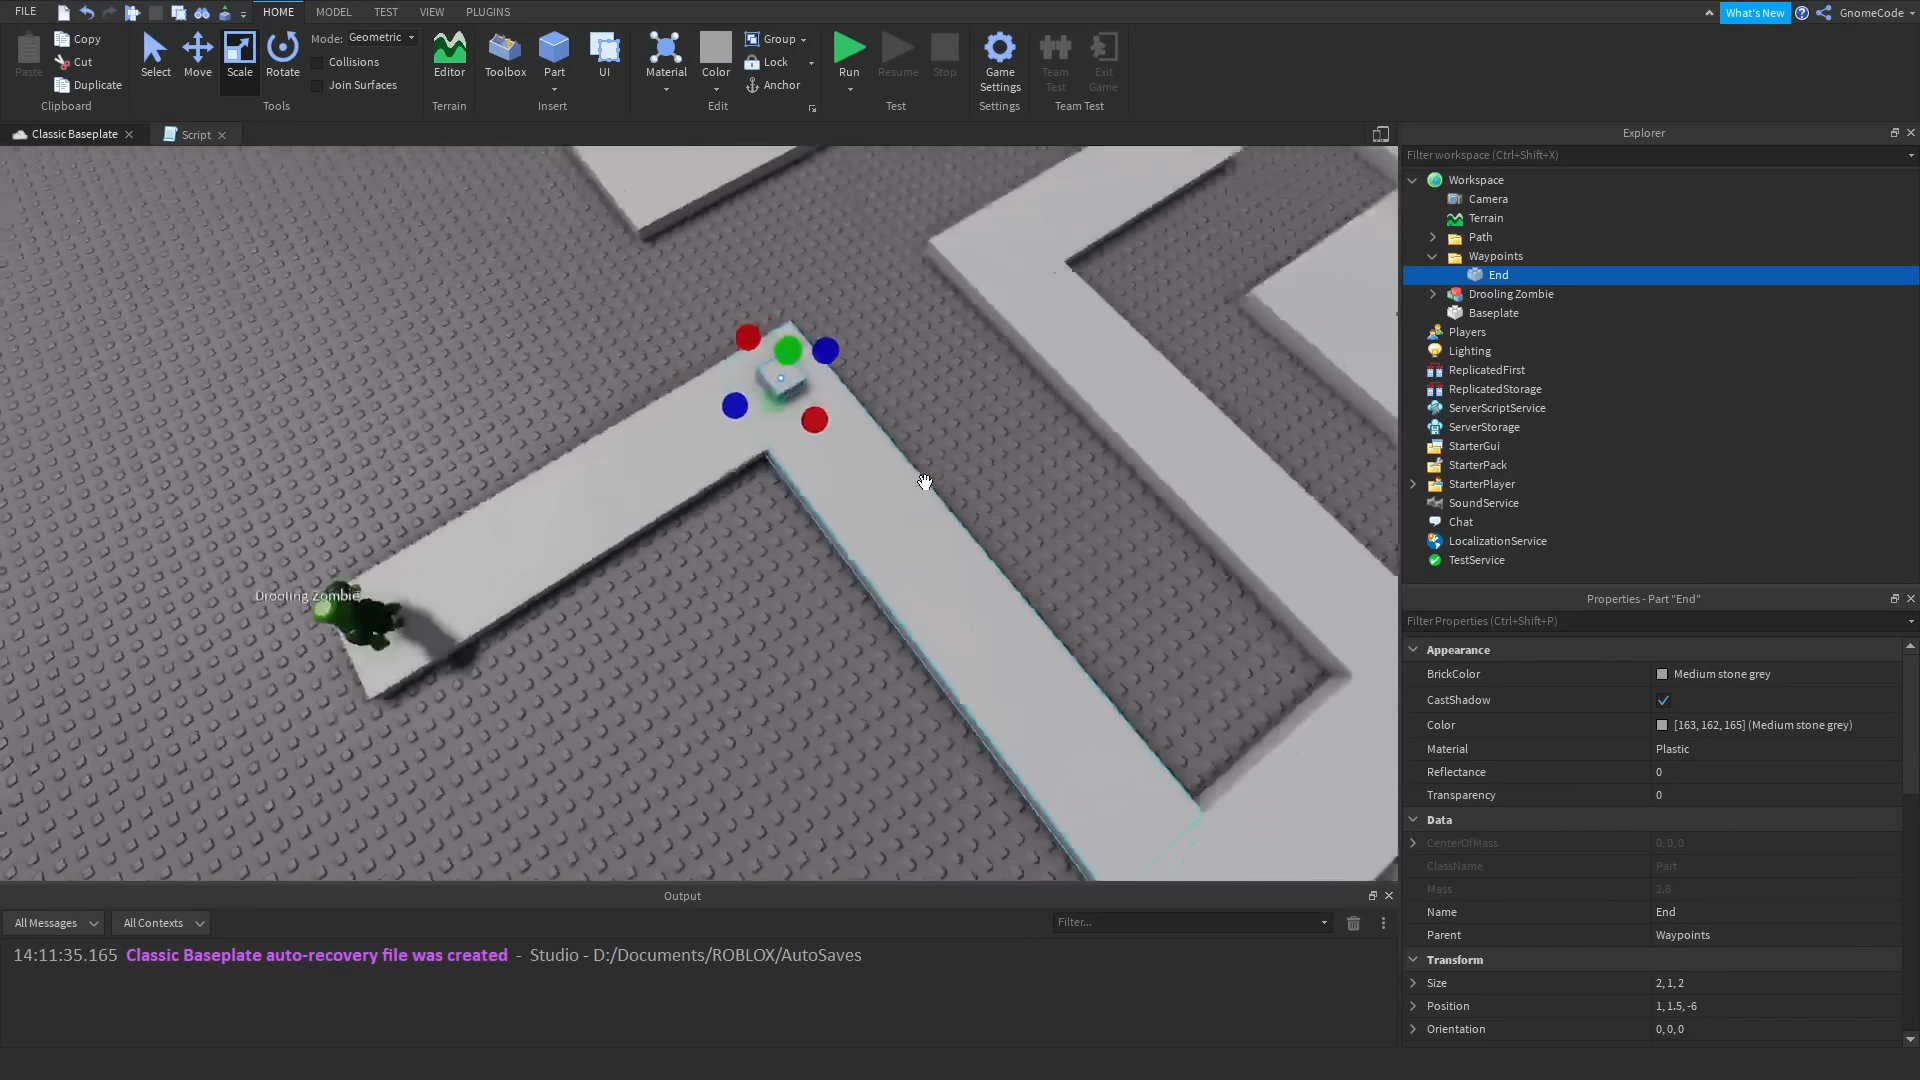 FILE
HOME
MODEL
TEST
VIEW
PLUGINS
What's New
GnomeCode
Paste
Copy
Cut
Duplicate
Clipboard
Select
Move
Scale
Rotate
Mode: Geometric
Collisions
Join Surfaces
Tools
Editor
Terrain
Toolbox
Part
UI
Insert
Material
Color
Group
Lock
Anchor
Edit
Run
Resume
Stop
Test
Game
Settings
Settings
Team
Test
Exit
Game
Team Test
Classic Baseplate
Script
Drooling Zombie
Explorer
Filter workspace (Ctrl+Shift+X)
Workspace
Camera
Terrain
Path
Waypoints
End
Drooling Zombie
Baseplate
Players
Lighting
ReplicatedFirst
ReplicatedStorage
ServerScriptService
ServerStorage
StarterGui
StarterPack
StarterPlayer
SoundService
Chat
LocalizationService
TestService
Properties - Part "End"
Filter Properties (Ctrl+Shift+P)
Appearance
BrickColor Medium stone grey
CastShadow
Color [163, 162, 165] (Medium stone grey)
Material Plastic
Reflectance 0
Transparency 0
Data
CenterOfMass 0, 0, 0
ClassName Part
Mass 2.8
Name End
Parent Waypoints
Transform
Size 2, 1, 2
Position 1, 1.5, -6
Orientation 0, 0, 0
Output
All Messages
All Contexts
Filter...
14:11:35.165 Classic Baseplate auto-recovery file was created - Studio - D:/Documents/ROBLOX/AutoSaves